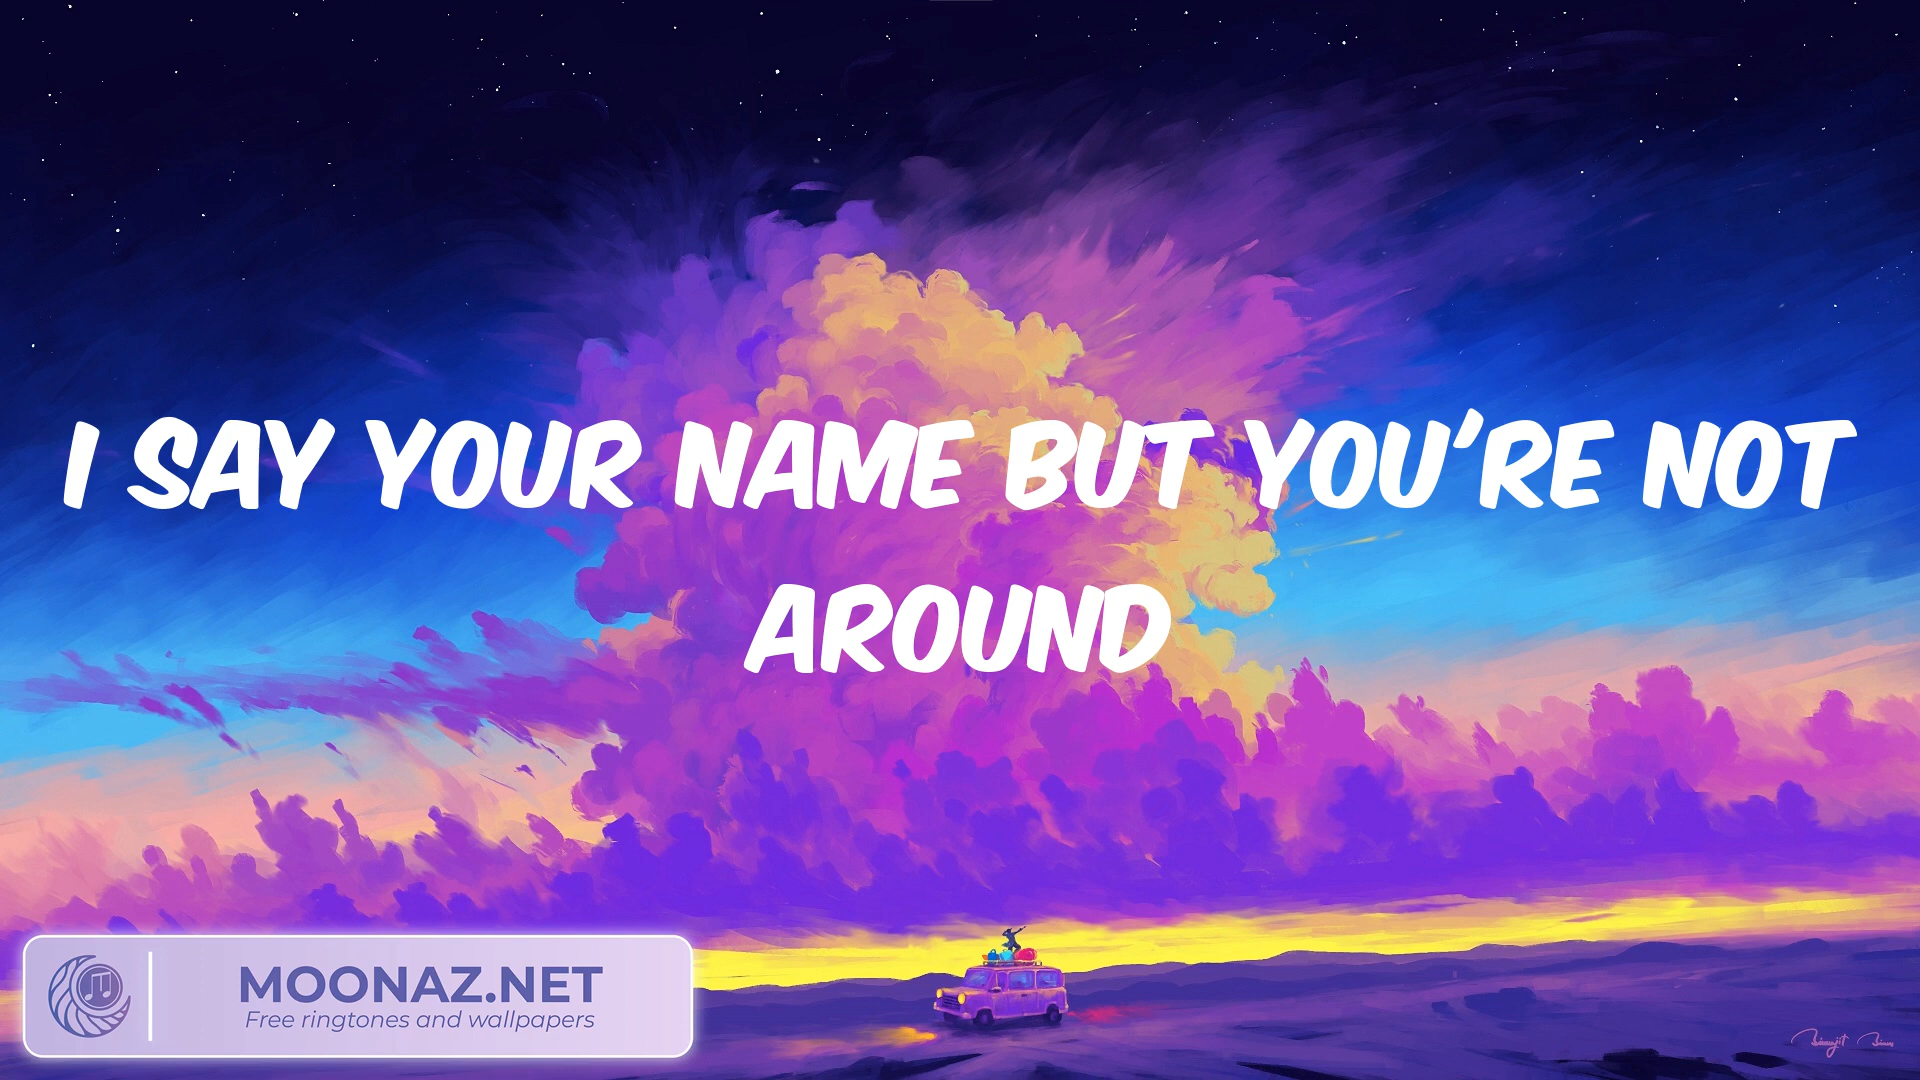 I SAY YOUR NAME BUT YOU'RE NOT
AROUND
MOONAZ.NET
Free ringtones and wallpapers